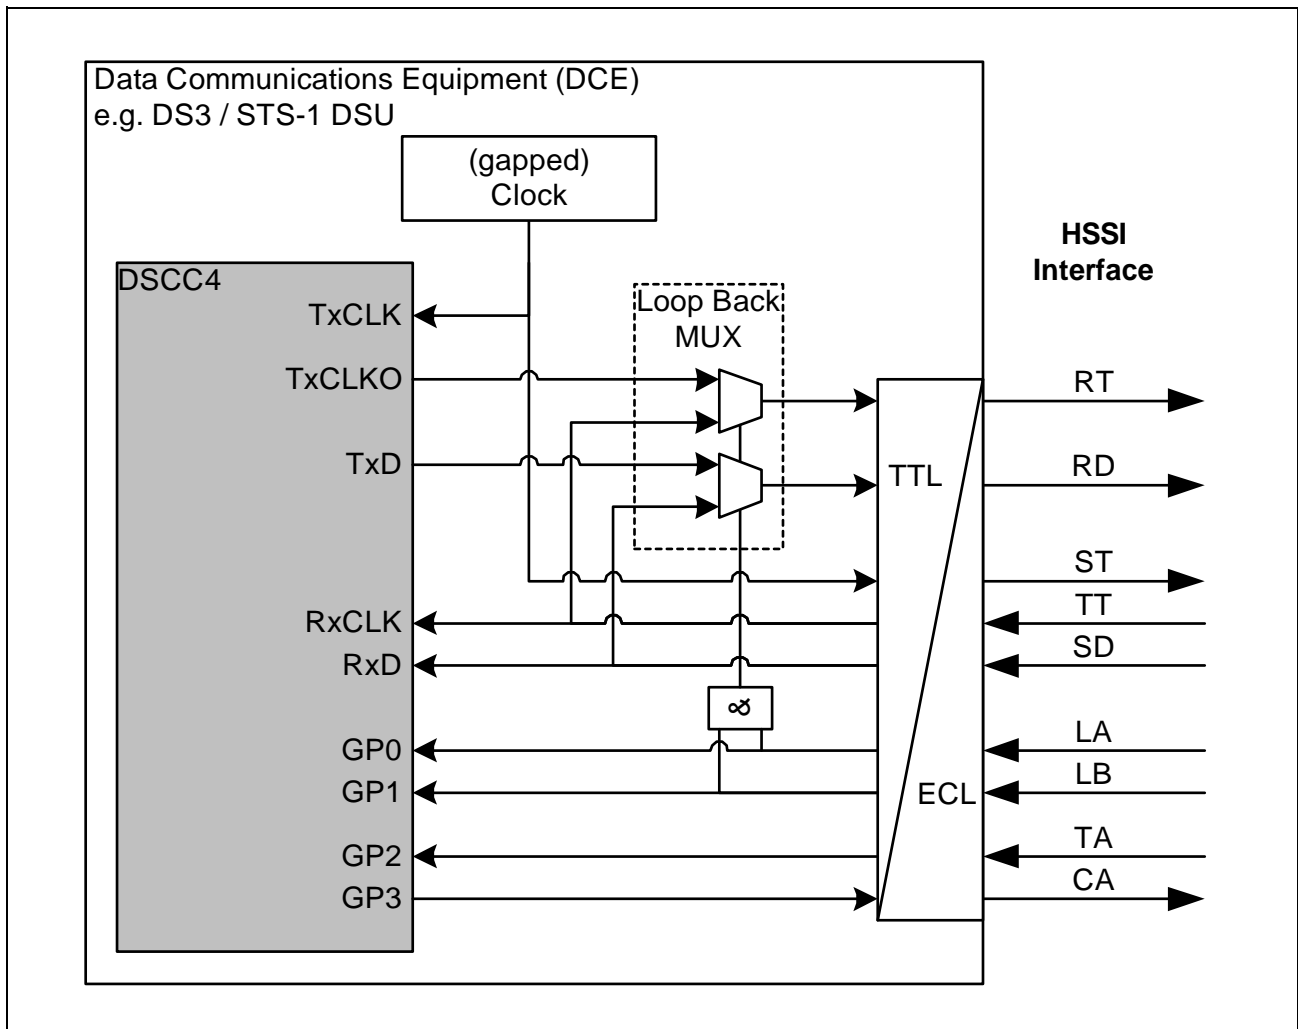 Data Communications Equipment (DCE)
e.g. DS3 / STS-1 DSU
(gapped)
Clock
HSSI
Interface
DSCC4
Loop Back
MUX
TxCLK
TxCLKO
TxD
RxCLK
RxD
GP0
GP1
GP2
GP3
&
TTL
ECL
RT
RD
ST
TT
SD
LA
LB
TA
CA